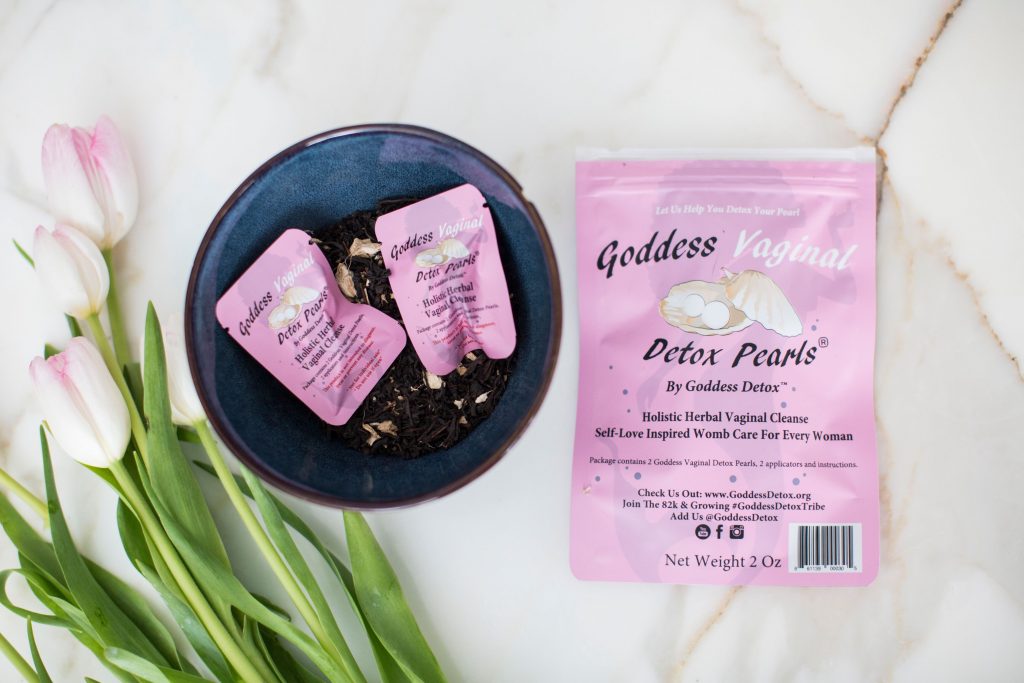 Goddess Vaginal
Detox Pearls
By Goddess Detox™
Holistic Herbal
Vaginal Cleanse
Goddess Vaginal
Detox Pearls®
By Goddess Detox™
Holistic Herbal
Vaginal Cleanse
Let Us Help You Detox Your Pearl
Goddess Vaginal
Detox Pearls®
By Goddess Detox™
Holistic Herbal Vaginal Cleanse
Self-Love Inspired Womb Care For Every Woman
Package contains 2 Goddess Vaginal Detox Pearls, 2 applicators and instructions.
Check Us Out: www.GoddessDetox.org
Join The 82k & Growing #GoddessDetoxTribe
Add Us @GoddessDetox
Net Weight 2 Oz